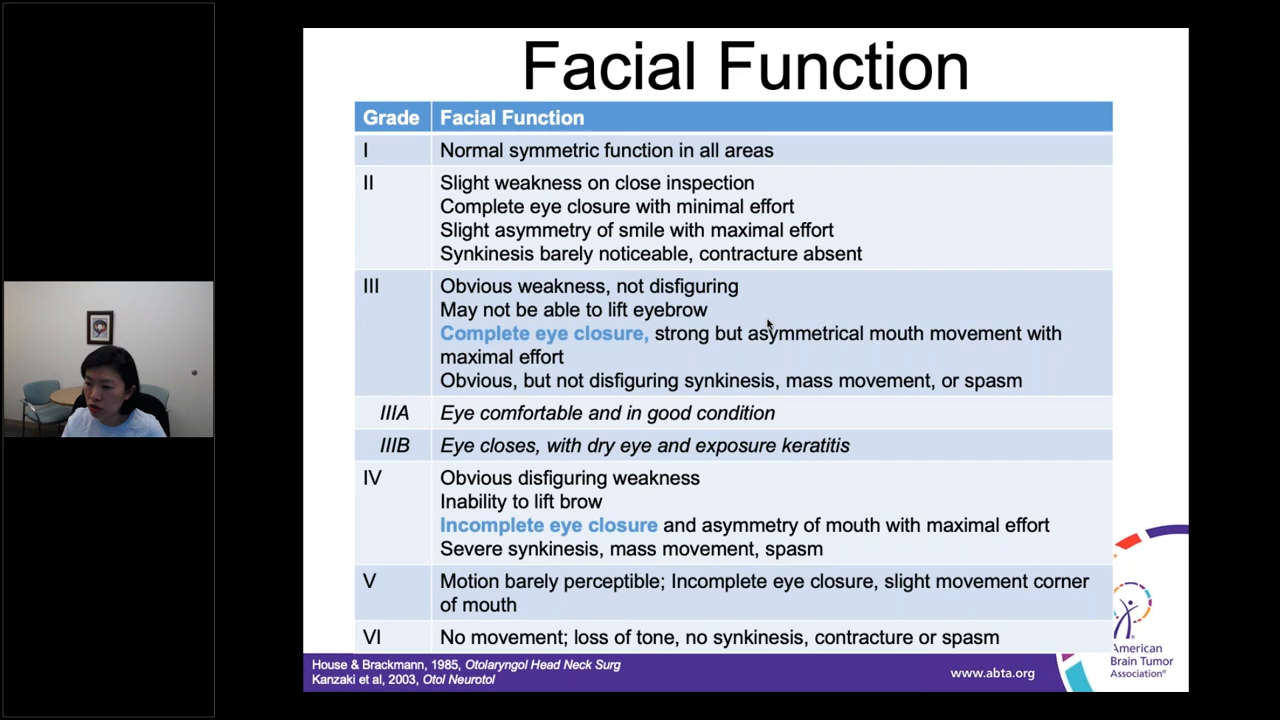 Facial Function
Grade Facial Function
I Normal symmetric function in all areas
II Slight weakness on close inspection
Complete eye closure with minimal effort
Slight asymmetry of smile with maximal effort
Synkinesis barely noticeable, contracture absent
III Obvious weakness, not disfiguring
May not be able to lift eyebrow
Complete eye closure, strong but asymmetrical mouth movement with
maximal effort
Obvious, but not disfiguring synkinesis, mass movement, or spasm
IIIA Eye comfortable and in good condition
IIIB Eye closes, with dry eye and exposure keratitis
IV Obvious disfiguring weakness
Inability to lift brow
Incomplete eye closure and asymmetry of mouth with maximal effort
Severe synkinesis, mass movement, spasm
V Motion barely perceptible; Incomplete eye closure, slight movement corner
of mouth
VI No movement; loss of tone, no synkinesis, contracture or spasm
House & Brackmann, 1985, Otolaryngol Head Neck Surg
Kanzaki et al, 2003, Otol Neurotol
www.abta.org
American
Brain Tumor
Association®